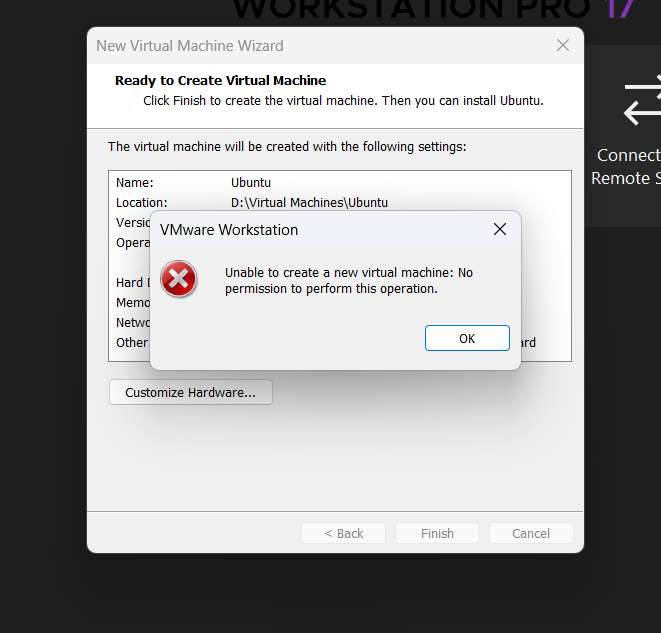 WORKSTATION PRO 17
New Virtual Machine Wizard
Ready to Create Virtual Machine
Click Finish to create the virtual machine. Then you can install Ubuntu.
The virtual machine will be created with the following settings:
Name: Ubuntu
Location: D:\Virtual Machines\Ubuntu
Versio
Opera
Hard D
Memo
Netwo
Other ard
VMware Workstation
Unable to create a new virtual machine: No
permission to perform this operation.
OK
Customize Hardware...
< Back Finish Cancel
Connect
Remote S